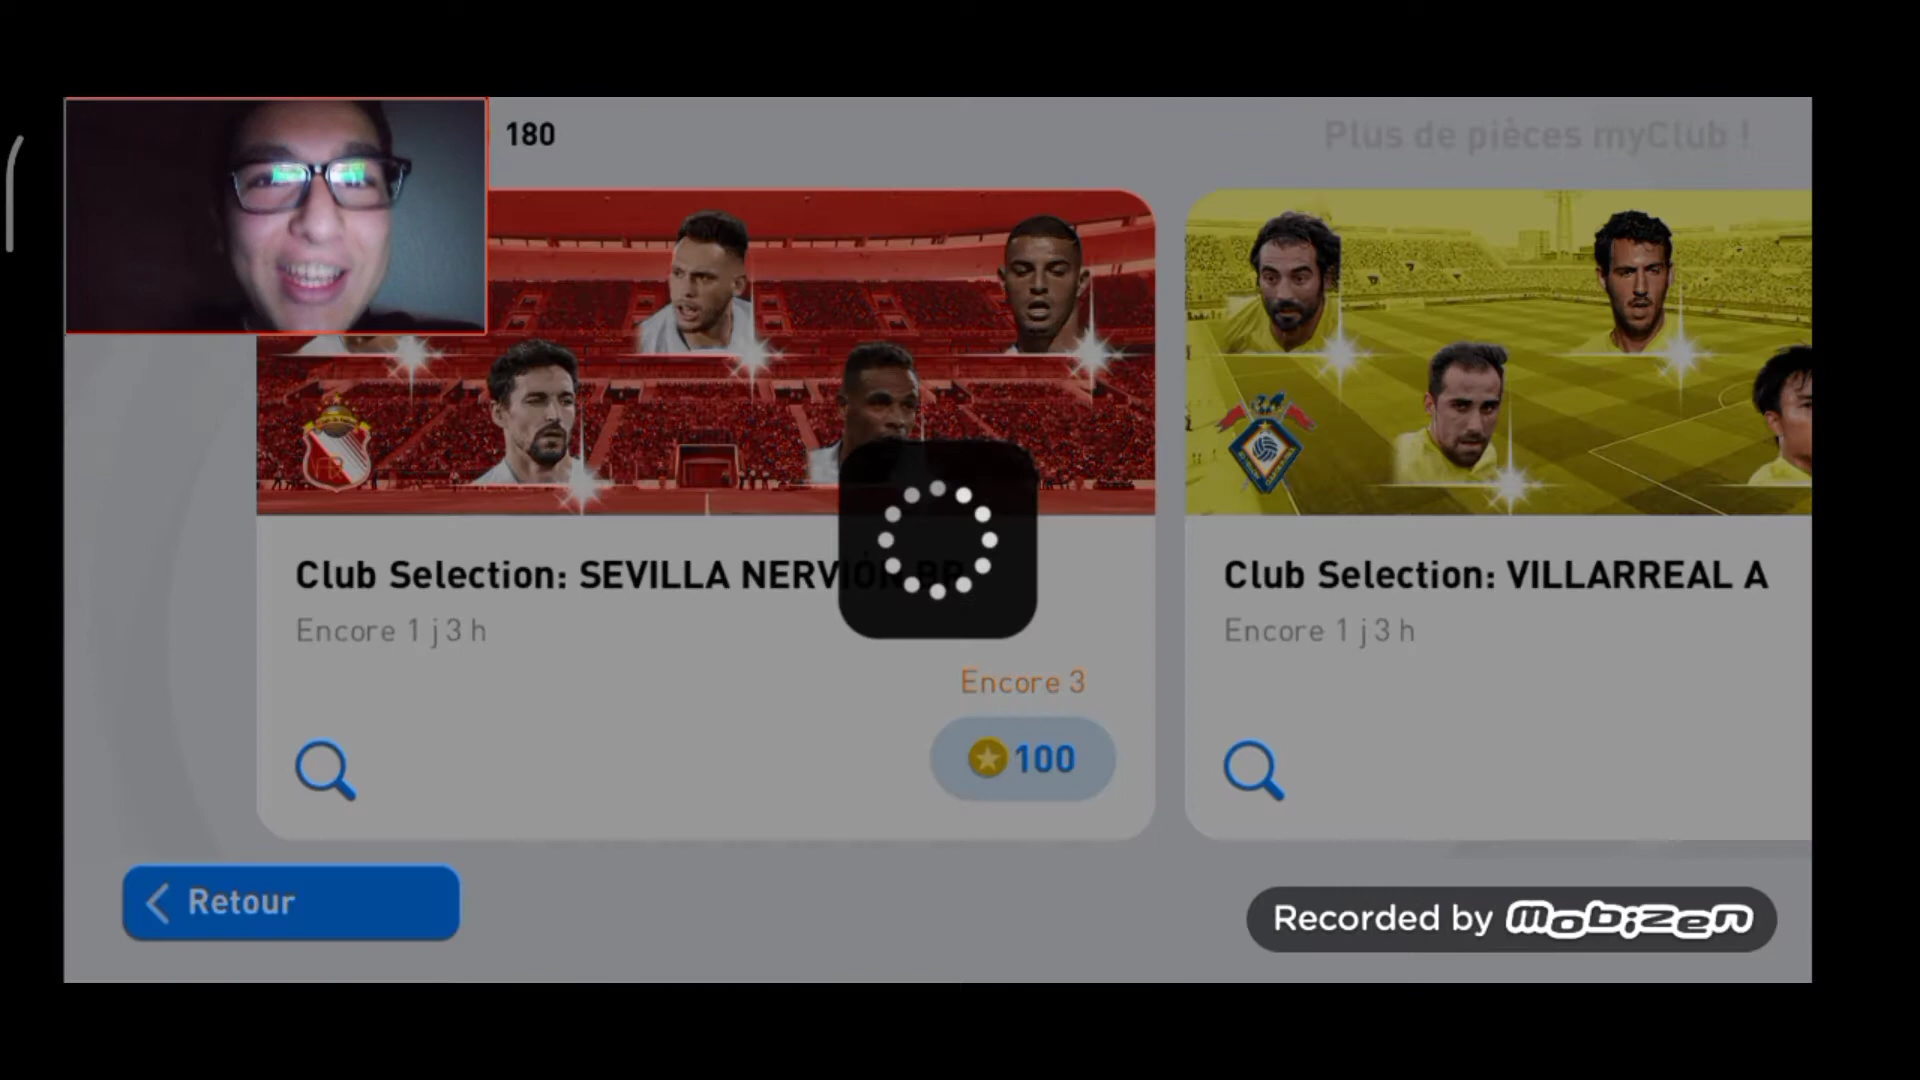 180
Plus de pièces myClub !
Club Selection: SEVILLA NERVIÓN BR
Encore 1 j 3 h
Encore 3
100
Club Selection: VILLARREAL A
Encore 1 j 3 h
Retour
Recorded by mobizen